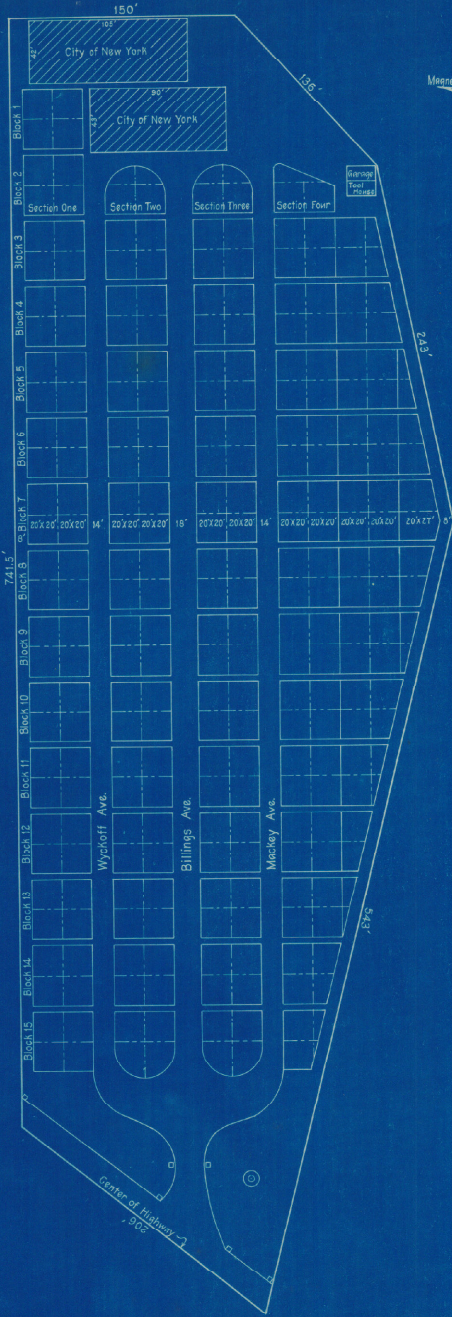 150'
105'
42'
City of New York
136'
90'
43'
City of New York
Block 1
Block 2
Garage
Tool House
Section One
Section Two
Section Three
Section Four
Block 3
Block 4
243'
Block 5
Block 6
Block 7
20'X20'
20'X20'
14'
20'X20'
20'X20'
18'
20'X20'
20'X20'
14'
20'X20'
20'X20'
20'X20'
20'X20'
741.5'
Block 8
Block 9
Block 10
Block 11
Block 12
Wyckoff Ave.
Billings Ave.
Mackey Ave.
Block 13
543'
Block 14
Block 15
Center of Highway
206'